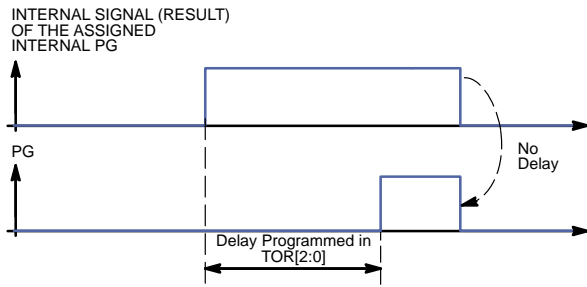 INTERNAL SIGNAL (RESULT)
OF THE ASSIGNED
INTERNAL PG
PG
No
Delay
Delay Programmed in
TOR[2:0]